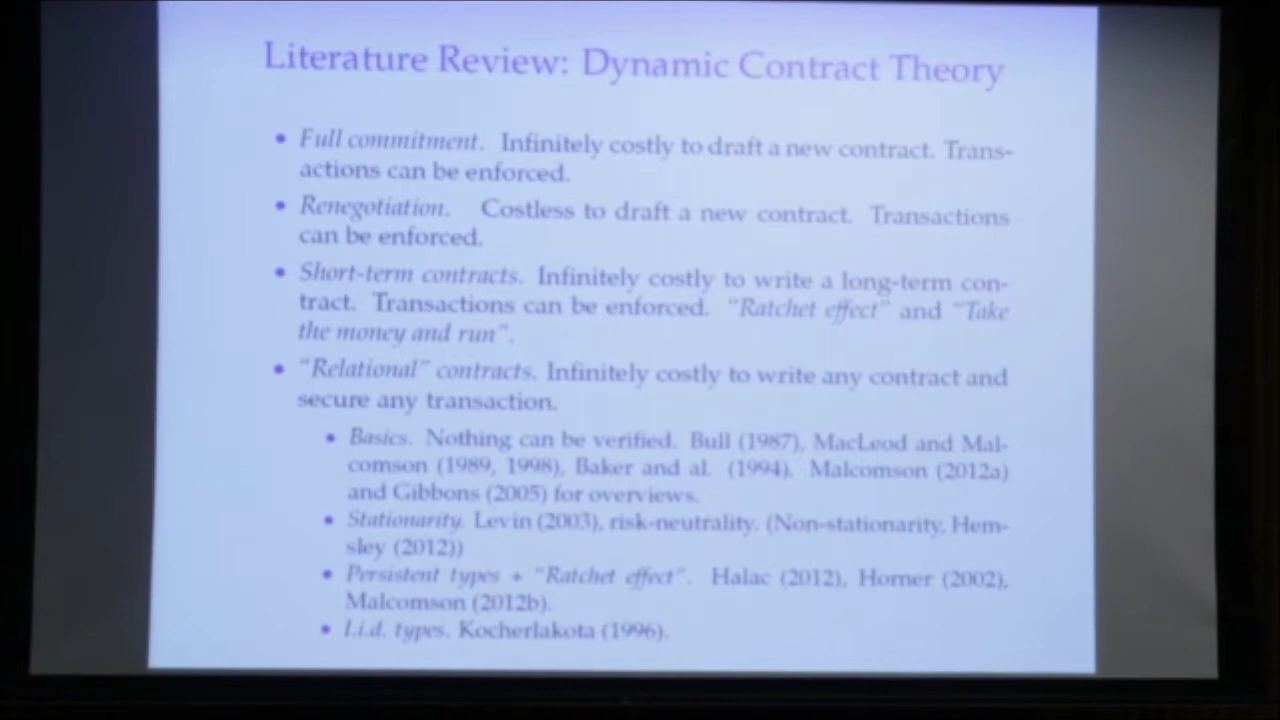 Literature Review: Dynamic Contract Theory
• Full commitment. Infinitely costly to draft a new contract. Trans-
actions can be enforced.
• Renegotiation. Costless to draft a new contract. Transactions
can be enforced.
• Short-term contracts. Infinitely costly to write a long-term con-
tract. Transactions can be enforced. "Ratchet effect" and "Take
the money and run".
• "Relational" contracts. Infinitely costly to write any contract and
secure any transaction.
• Basics. Nothing can be verified. Bull (1987), MacLeod and Mal-
comson (1989, 1998), Baker and al. (1994). Malcomson (2012a)
and Gibbons (2005) for overviews.
• Stationarity. Levin (2003), risk-neutrality. (Non-stationarity, Hem-
sley (2012))
• Persistent types + "Ratchet effect". Halac (2012), Horner (2002),
Malcomson (2012b).
• I.i.d. types. Kocherlakota (1996).